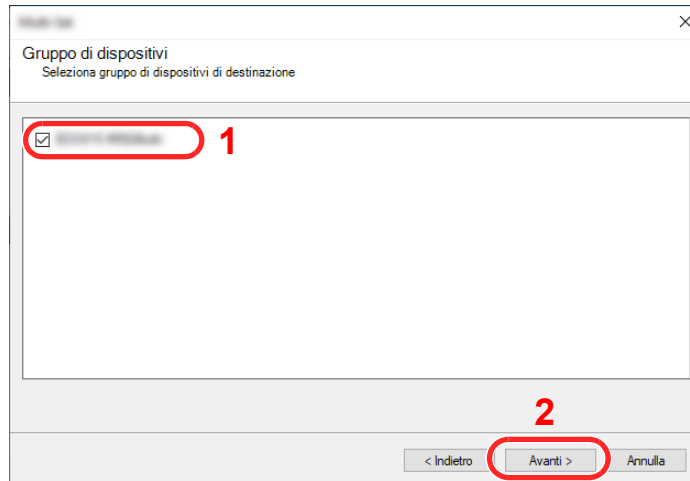 Gruppo di dispositivi
Seleziona gruppo di dispositivi di destinazione
1
2
< Indietro
Avanti >
Annulla